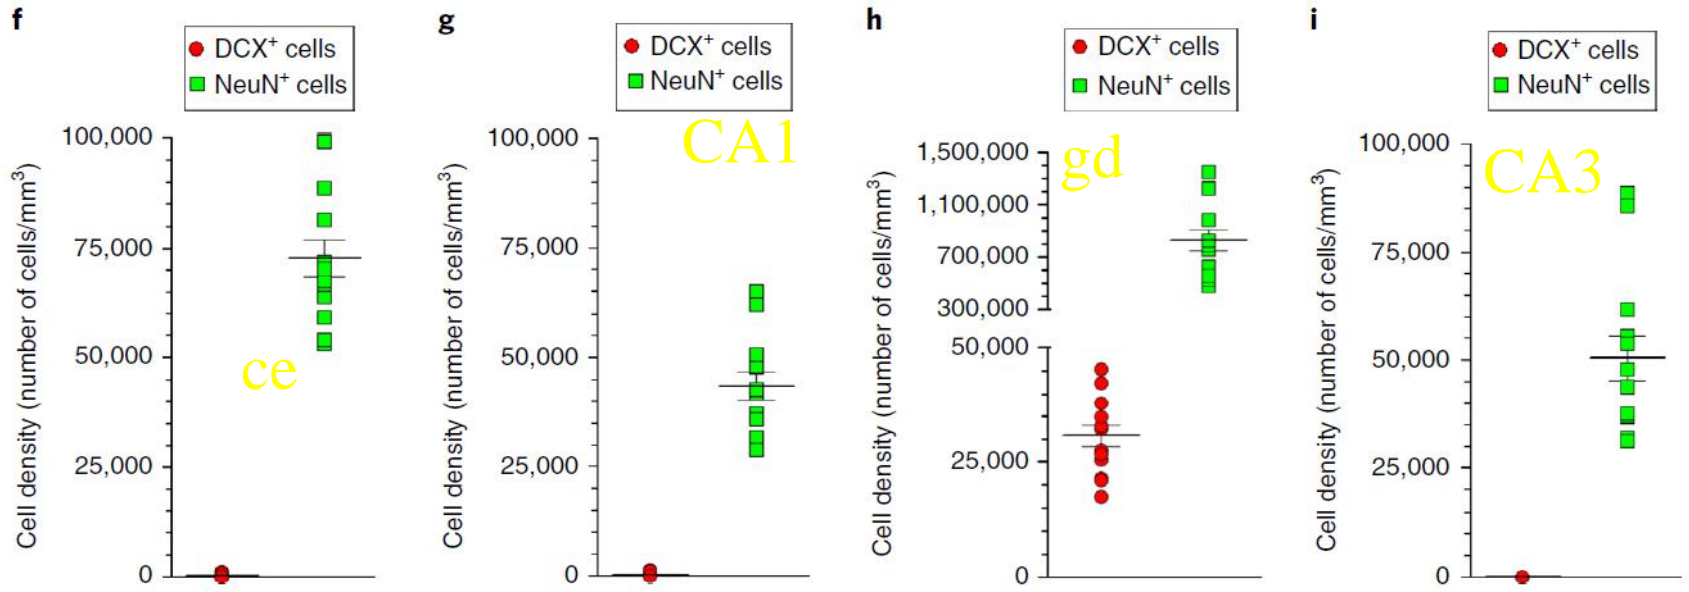 f
DCX⁺ cells
NeuN⁺ cells
Cell density (number of cells/mm³)
100,000
75,000
50,000
25,000
0
ce
g
DCX⁺ cells
NeuN⁺ cells
Cell density (number of cells/mm³)
100,000
75,000
50,000
25,000
0
CA1
h
DCX⁺ cells
NeuN⁺ cells
Cell density (number of cells/mm³)
1,500,000
1,100,000
700,000
300,000
50,000
25,000
0
gd
i
DCX⁺ cells
NeuN⁺ cells
Cell density (number of cells/mm³)
100,000
75,000
50,000
25,000
0
CA3